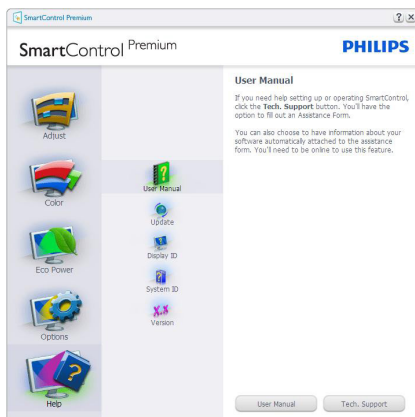 SmartControl Premium
SmartControl Premium
PHILIPS
Adjust
Color
Eco Power
Options
Help
User Manual
Update
Display ID
System ID
Version
User Manual
If you need help setting up or operating SmartControl,
click the Tech. Support button. You'll have the
option to fill out an Assistance Form.
You can also choose to have information about your
software automatically attached to the assistance
form. You'll need to be online to use this feature.
User Manual
Tech. Support